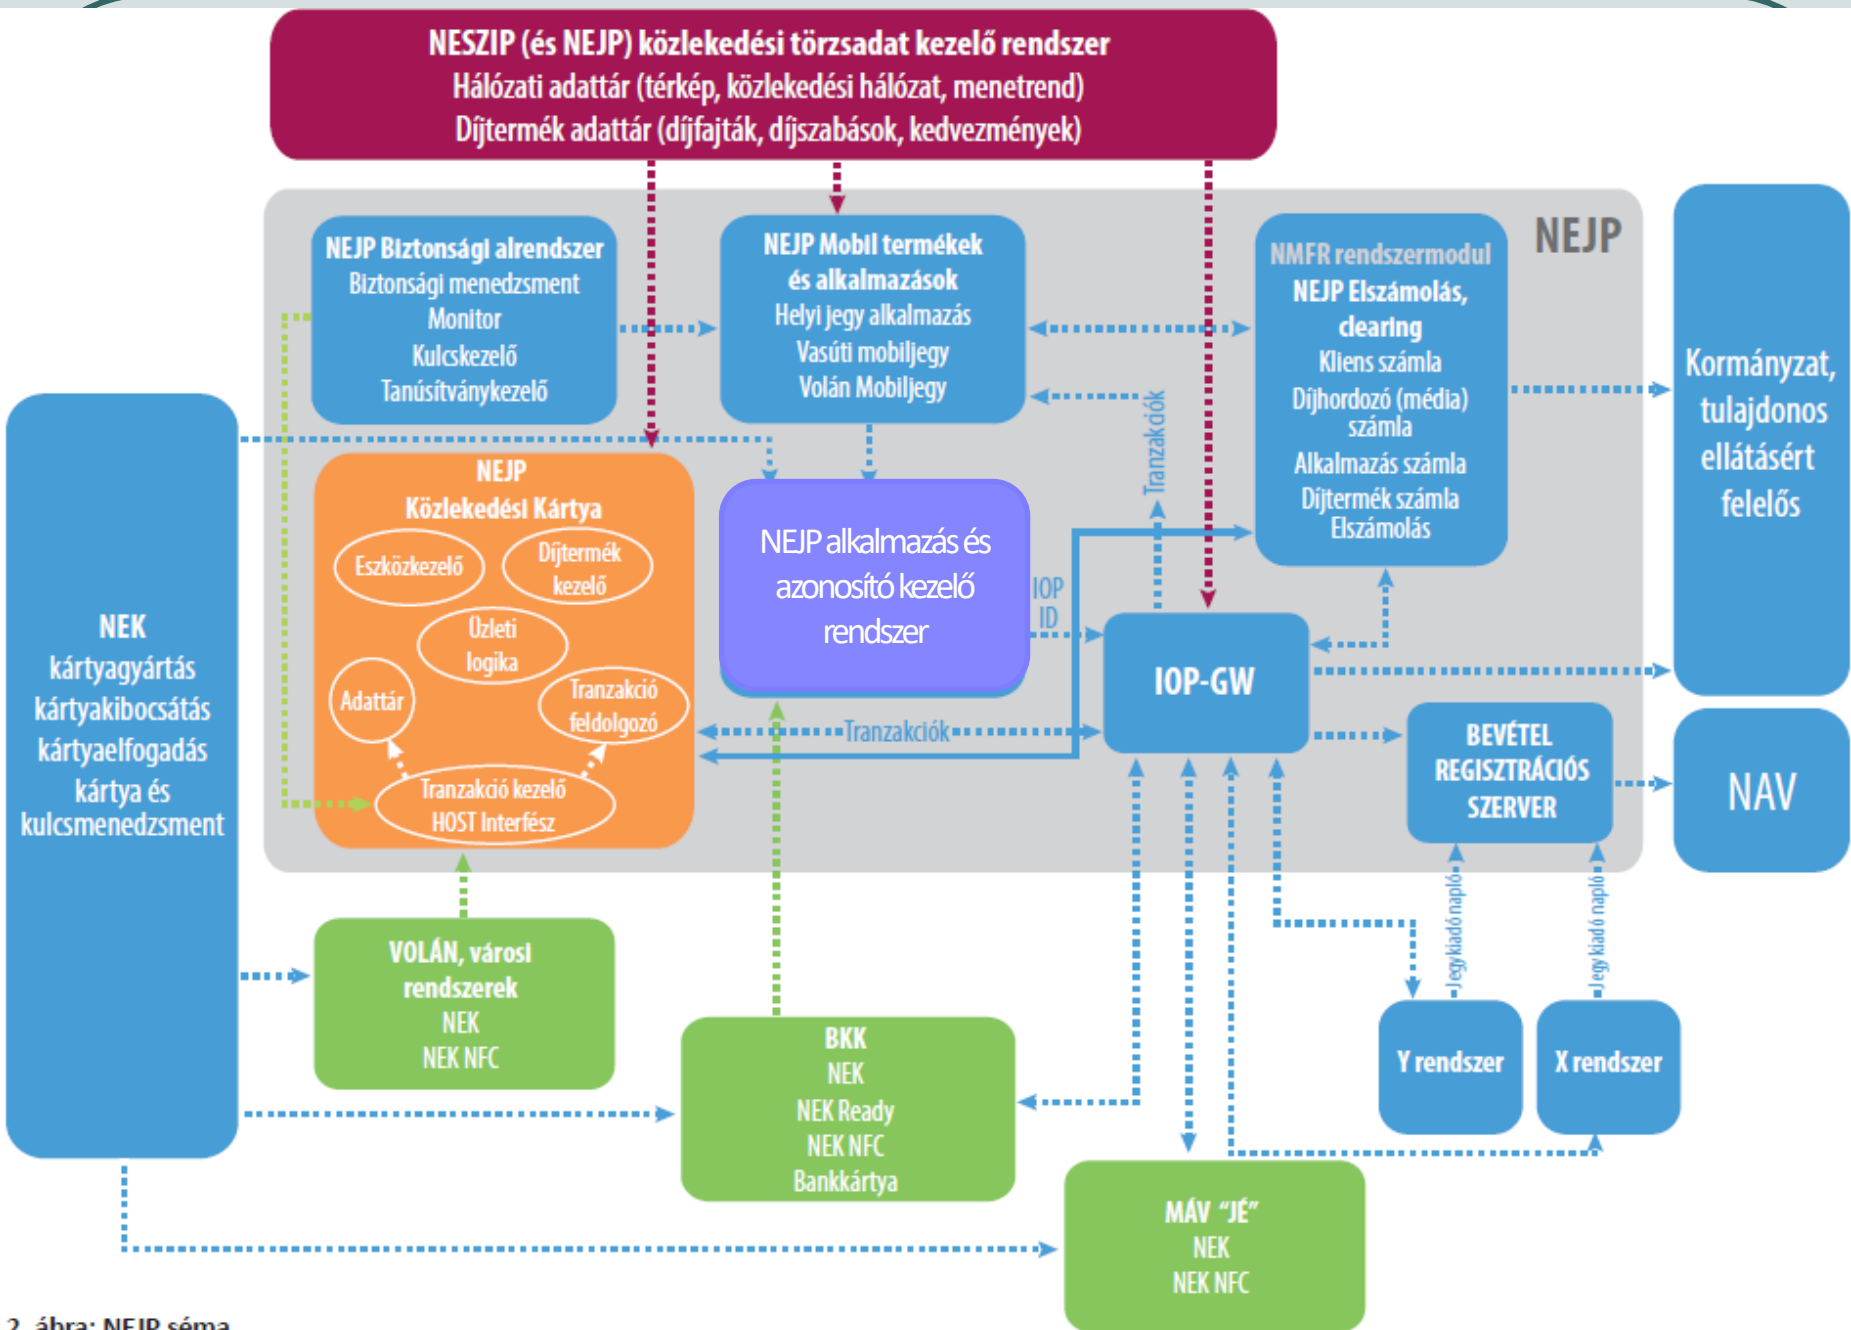 NESZIP (és NEJP) közlekedési törzsadat kezelő rendszer
Hálózati adattár (térkép, közlekedési hálózat, menetrend)
Díjtermék adattár (díjfajták, díjszabások, kedvezmények)
NEJP
NEJP Biztonsági alrendszer
Biztonsági menedzsment
Monitor
Kulcskezelő
Tanúsítványkezelő
NEJP Mobil termékek
és alkalmazások
Helyi jegy alkalmazás
Vasúti mobiljegy
Volán Mobiljegy
NMFR rendszermodul
NEJP Elszámolás,
clearing
Kliens számla
Díjhordozó (média)
számla
Alkalmazás számla
Díjtermék számla
Elszámolás
Kormányzat,
tulajdonos
ellátásért
felelős
NEK
kártyagyártás
kártyakibocsátás
kártyaelfogadás
kártya és
kulcsmenedzsment
NEJP
Közlekedési Kártya
Eszközkezelő
Díjtermék
kezelő
Üzleti
logika
Adattár
Tranzakció
feldolgozó
Tranzakció kezelő
HOST Interfész
NEJP alkalmazás és
azonosító kezelő
rendszer
IOP
ID
Tranzakciók
Tranzakciók
IOP-GW
BEVÉTEL
REGISZTRÁCIÓS
SZERVER
NAV
Jegykiadó napló
Jegykiadó napló
VOLÁN, városi
rendszerek
NEK
NEK NFC
BKK
NEK
NEK Ready
NEK NFC
Bankkártya
Y rendszer
X rendszer
MÁV “JÉ”
NEK
NEK NFC
2. ábra: NEJP séma